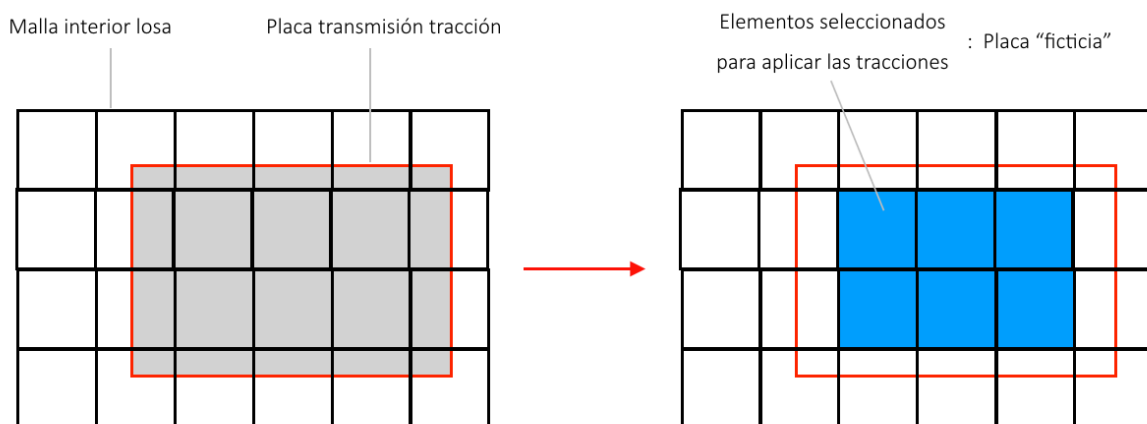 Malla interior losa
Placa transmisión tracción
Elementos seleccionados
para aplicar las tracciones
: Placa “ficticia”